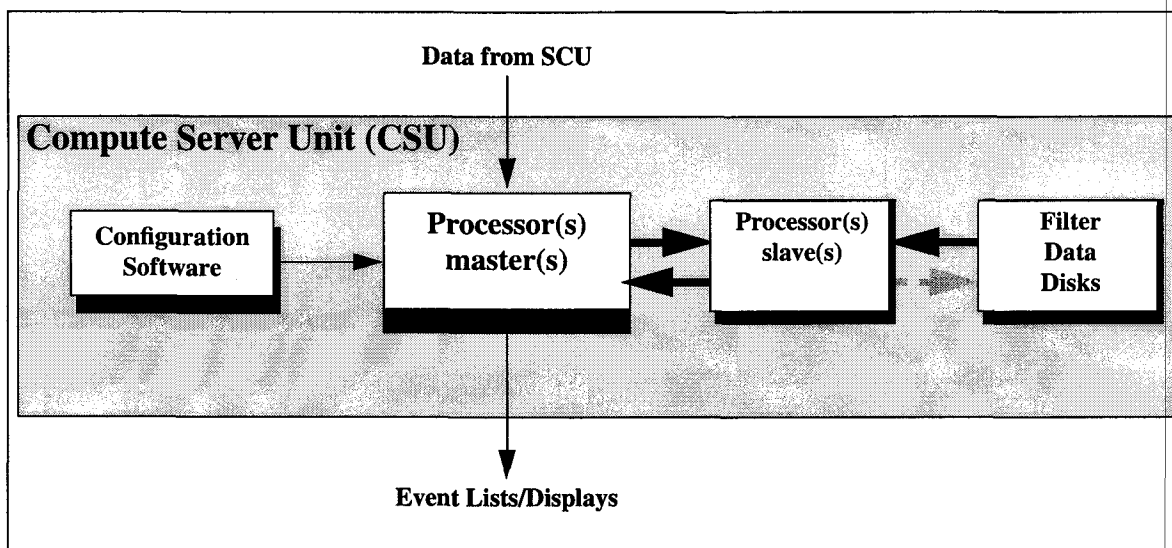 Data from SCU
Compute Server Unit (CSU)
Configuration
Software
Processor(s)
master(s)
Processor(s)
slave(s)
Filter
Data
Disks
Event Lists/Displays